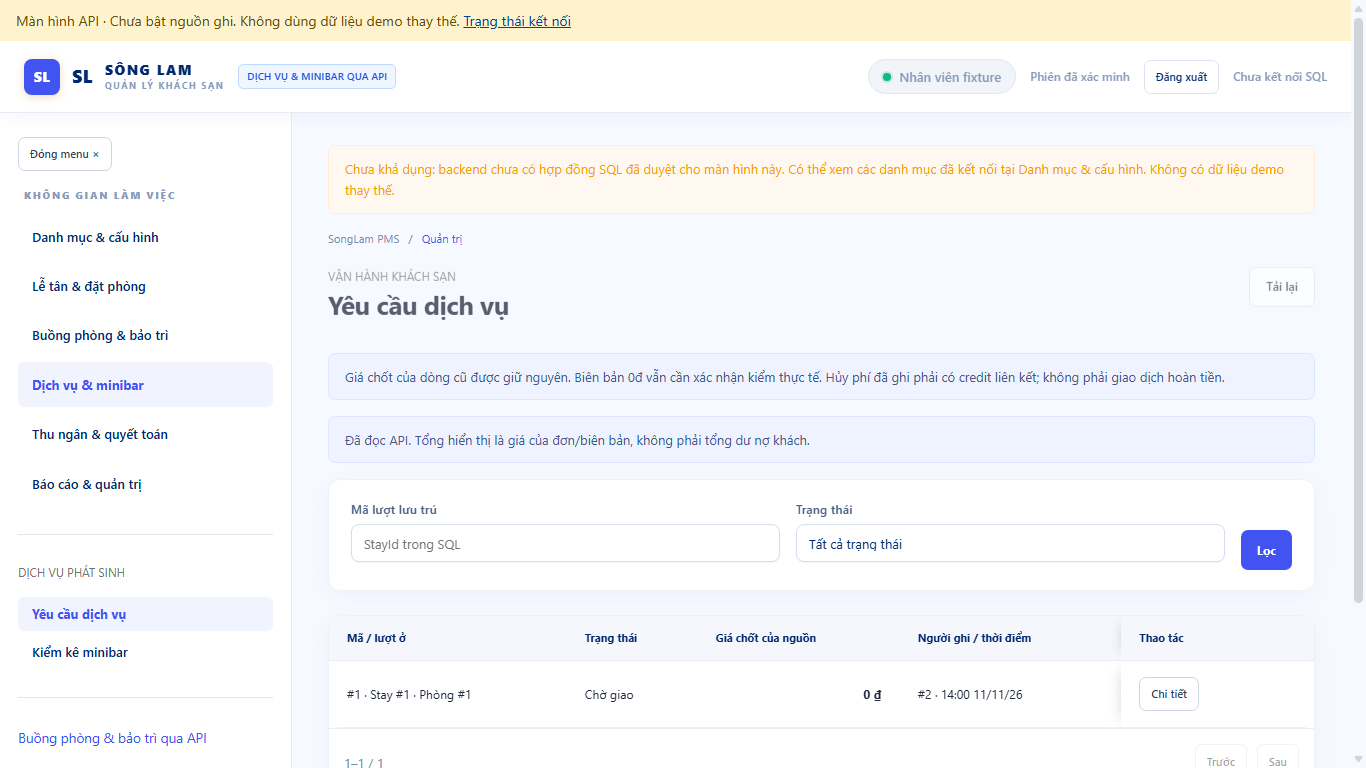 Màn hình API · Chưa bật nguồn ghi. Không dùng dữ liệu demo thay thế. Trạng thái kết nối
SL SL SÔNG LAM
QUẢN LÝ KHÁCH SẠN
DỊCH VỤ & MINIBAR QUA API
Nhân viên fixture
Phiên đã xác minh
Đăng xuất
Chưa kết nối SQL
Đóng menu ×
KHÔNG GIAN LÀM VIỆC
Danh mục & cấu hình
Lễ tân & đặt phòng
Buồng phòng & bảo trì
Dịch vụ & minibar
Thu ngân & quyết toán
Báo cáo & quản trị
DỊCH VỤ PHÁT SINH
Yêu cầu dịch vụ
Kiểm kê minibar
Buồng phòng & bảo trì qua API
Chưa khả dụng: backend chưa có hợp đồng SQL đã duyệt cho màn hình này. Có thể xem các danh mục đã kết nối tại Danh mục & cấu hình. Không có dữ liệu demo
thay thế.
SongLam PMS / Quản trị
VẬN HÀNH KHÁCH SẠN
Yêu cầu dịch vụ
Tải lại
Giá chốt của dòng cũ được giữ nguyên. Biên bản 0đ vẫn cần xác nhận kiểm thực tế. Hủy phí đã ghi phải có credit liên kết; không phải giao dịch hoàn tiền.
Đã đọc API. Tổng hiển thị là giá của đơn/biên bản, không phải tổng dư nợ khách.
Mã lượt lưu trú
StayId trong SQL
Trạng thái
Tất cả trạng thái
Lọc
Mã / lượt ở Trạng thái Giá chốt của nguồn Người ghi / thời điểm Thao tác
#1 · Stay #1 · Phòng #1 Chờ giao 0 ₫ #2 · 14:00 11/11/26 Chi tiết
1–1 / 1 Trước Sau